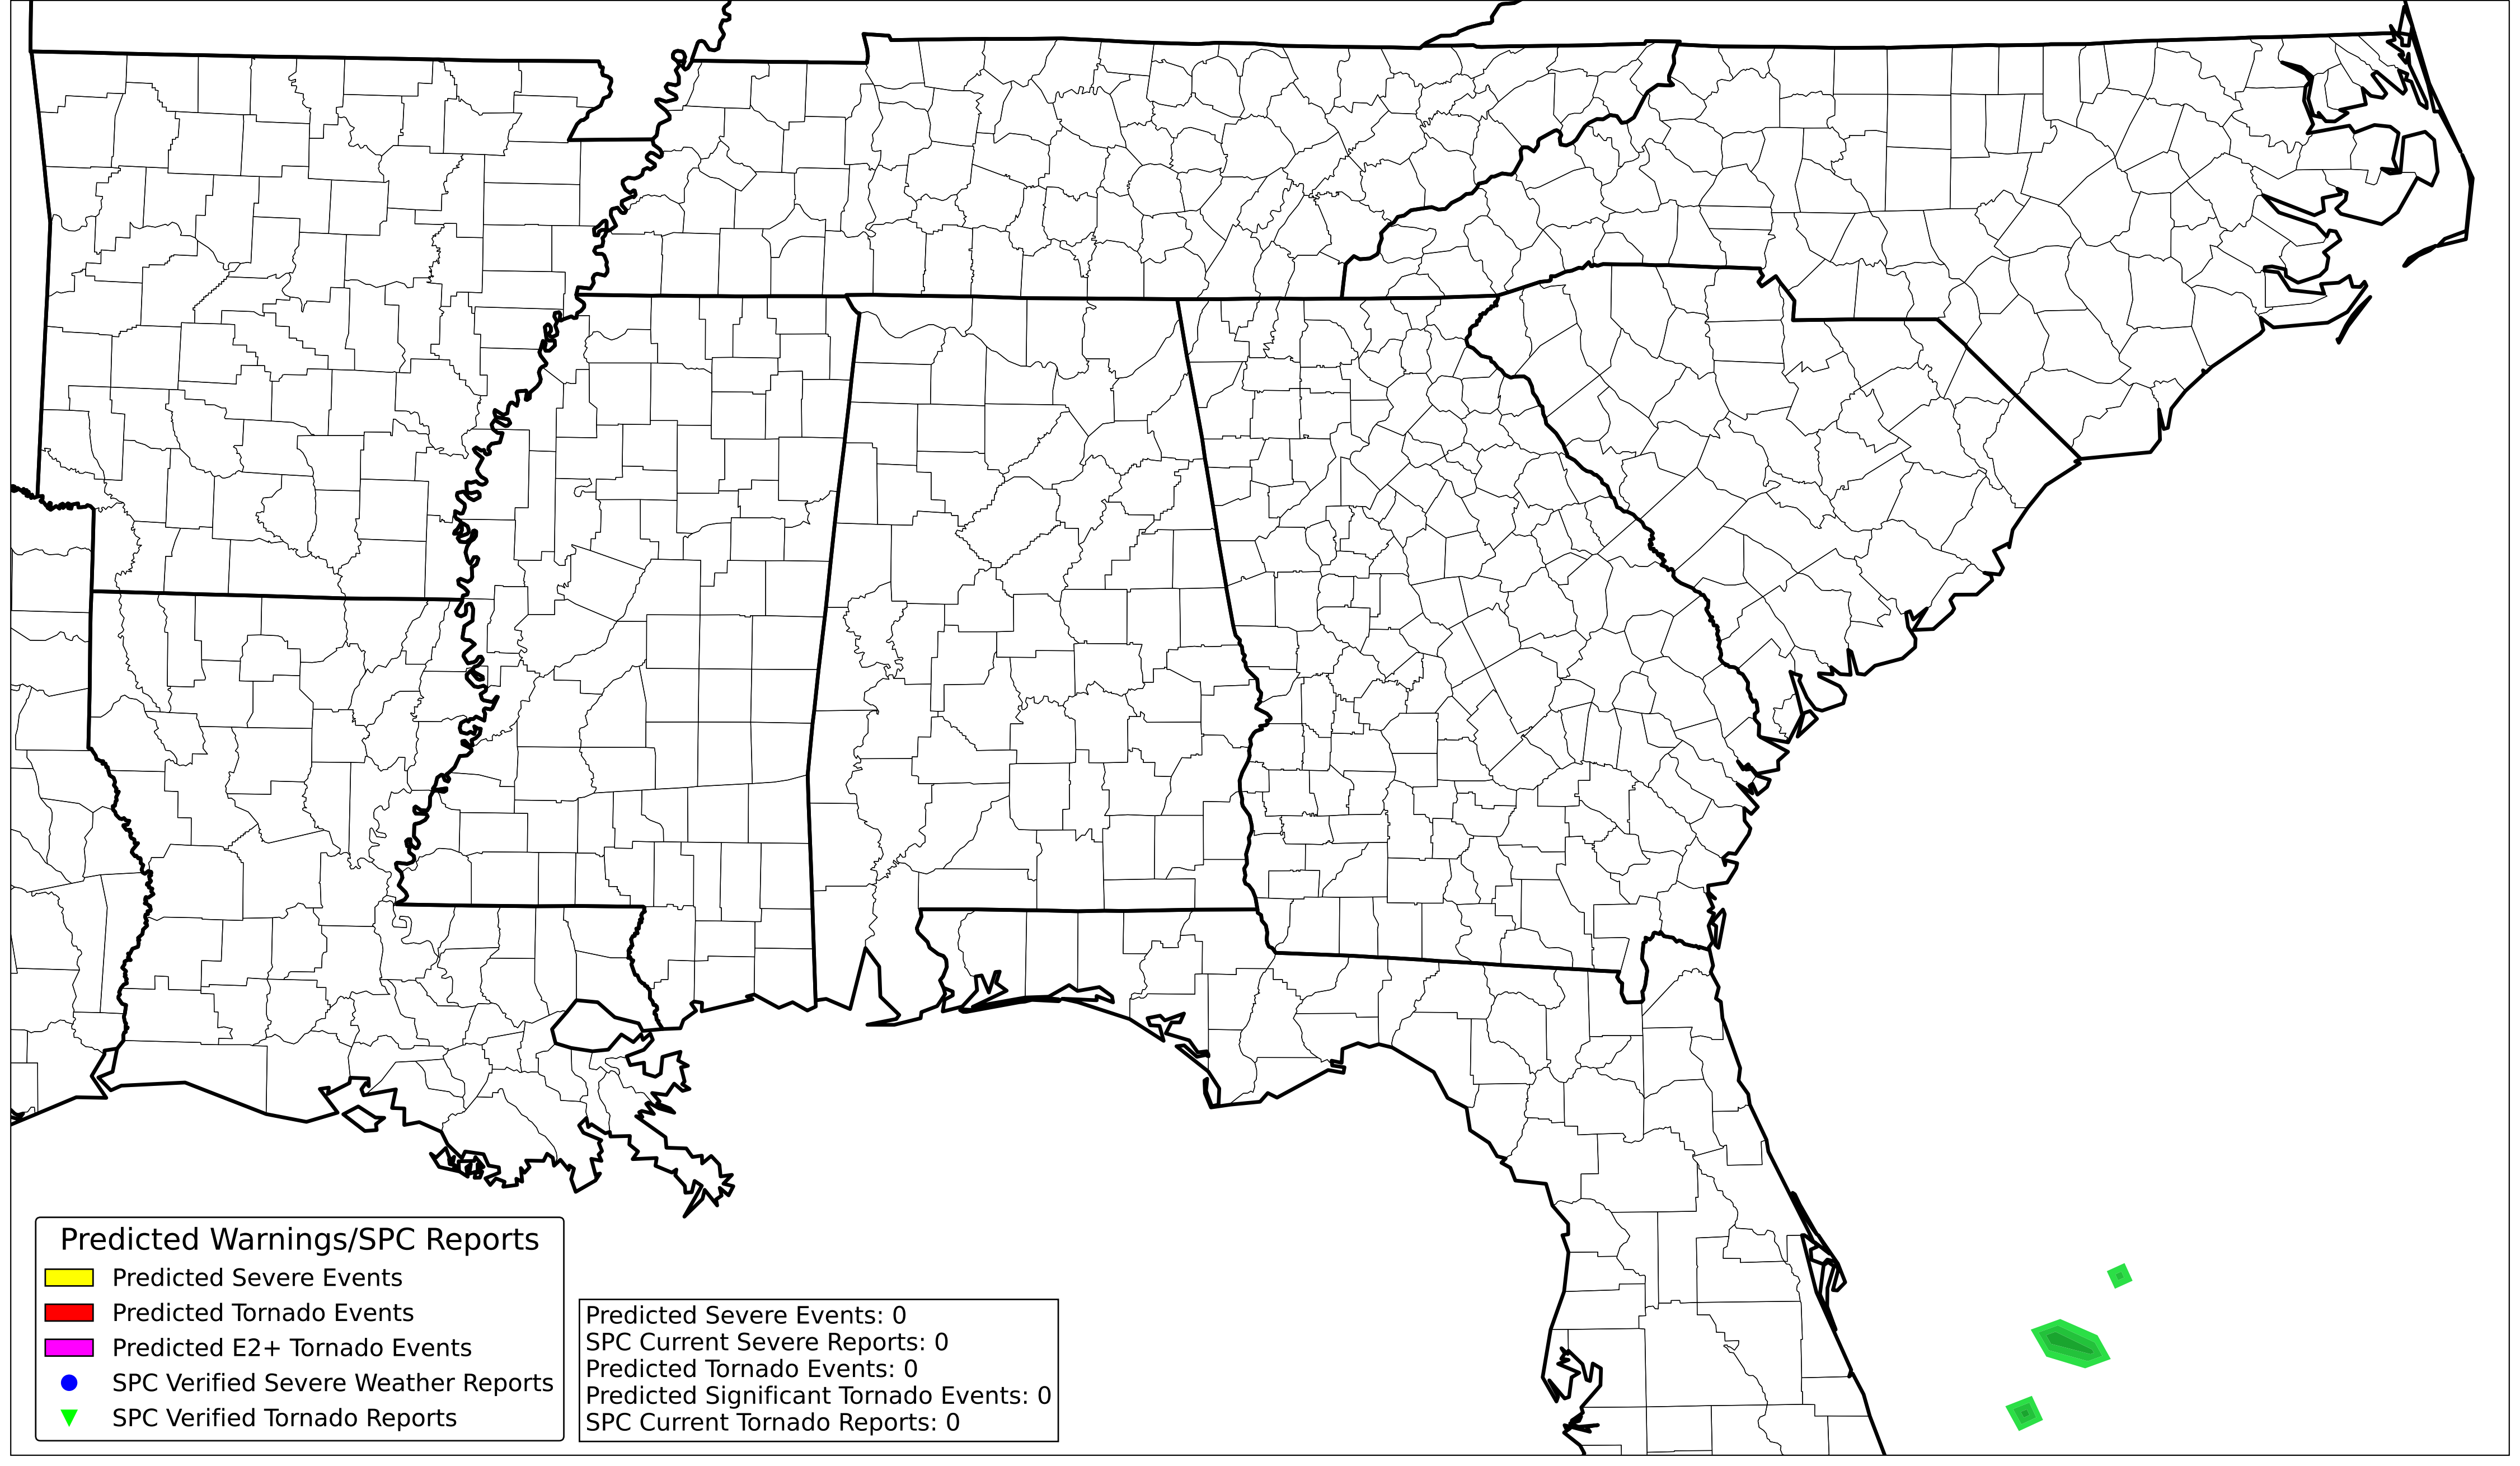 Predicted Warnings/SPC Reports
Predicted Severe Events
Predicted Tornado Events
Predicted E2+ Tornado Events
SPC Verified Severe Weather Reports
SPC Verified Tornado Reports
Predicted Severe Events: 0
SPC Current Severe Reports: 0
Predicted Tornado Events: 0
Predicted Significant Tornado Events: 0
SPC Current Tornado Reports: 0